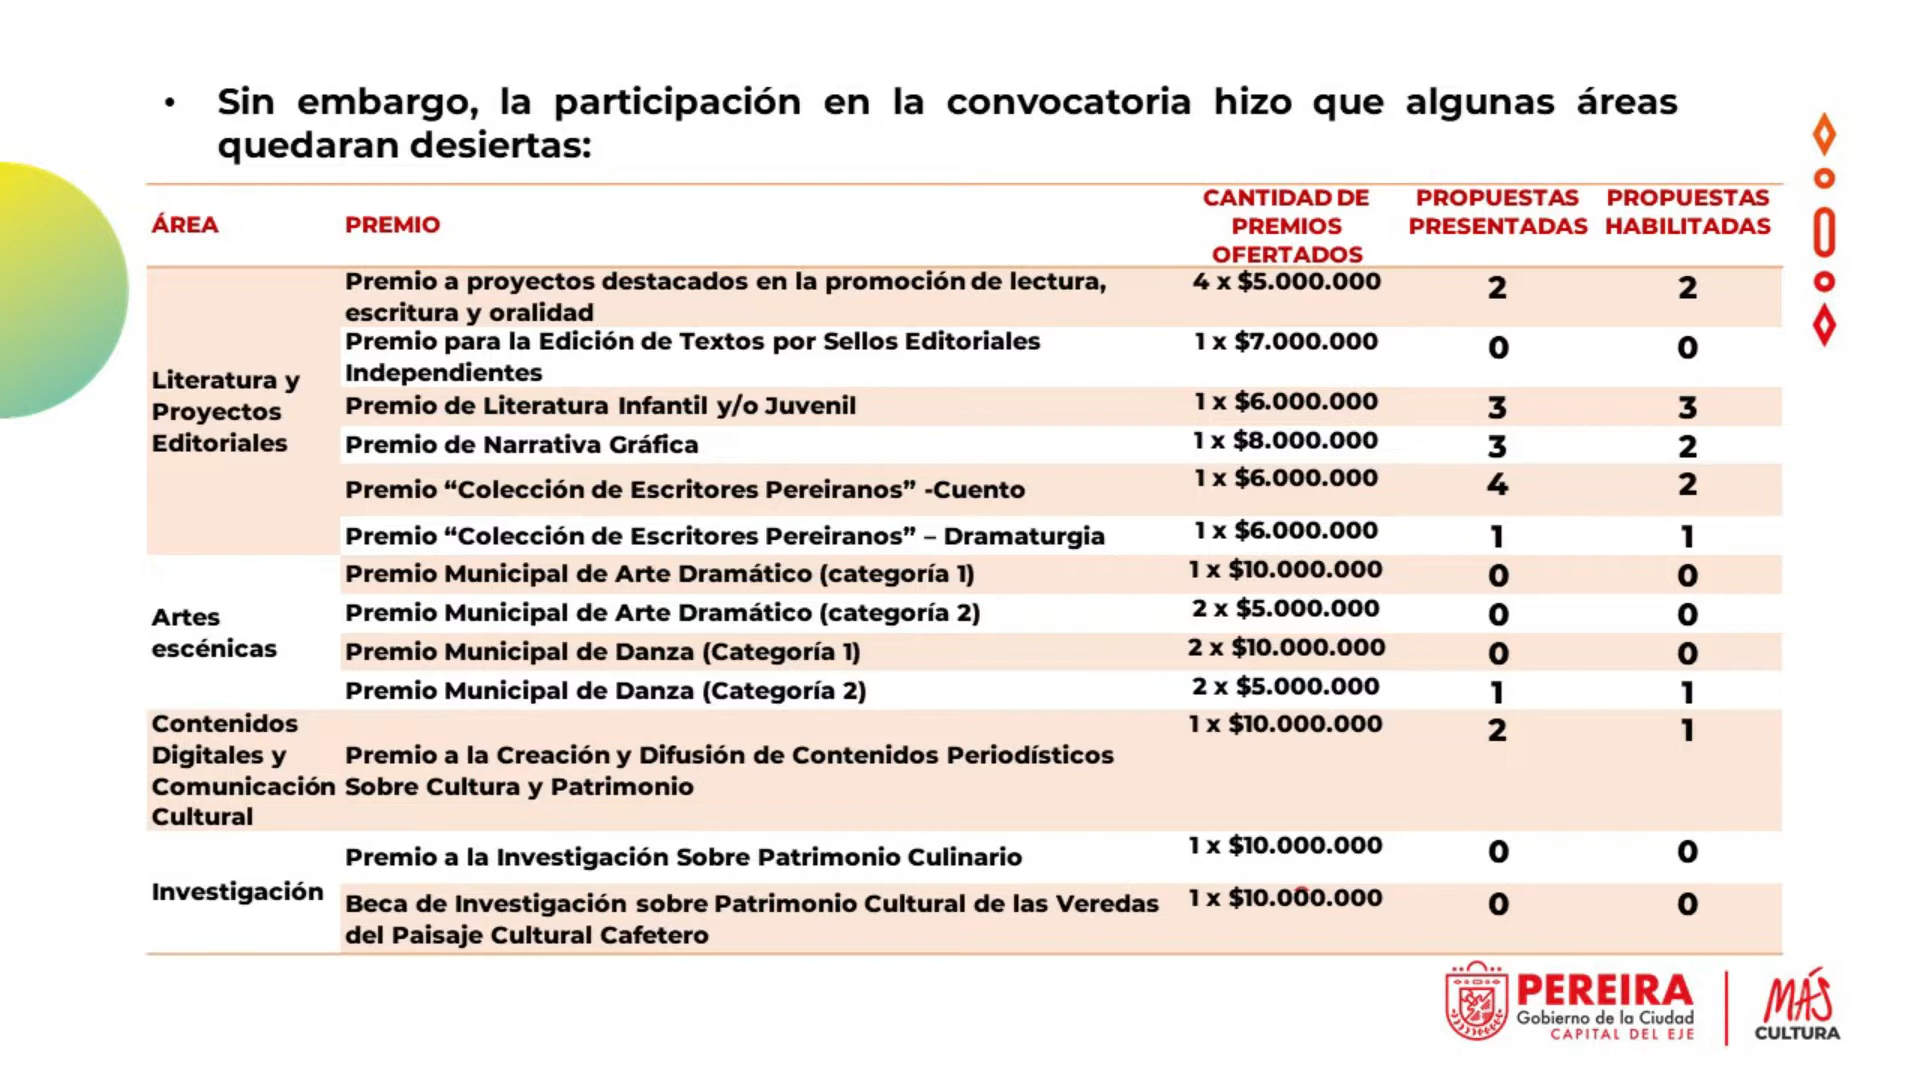 • Sin embargo, la participación en la convocatoria hizo que algunas áreas
quedaran desiertas:
ÁREA PREMIO CANTIDAD DE PREMIOS OFERTADOS PROPUESTAS PRESENTADAS PROPUESTAS HABILITADAS
Literatura y
Proyectos
Editoriales
Premio a proyectos destacados en la promoción de lectura,
escritura y oralidad
4 x $5.000.000 2 2
Premio para la Edición de Textos por Sellos Editoriales
Independientes
1 x $7.000.000 0 0
Premio de Literatura Infantil y/o Juvenil 1 x $6.000.000 3 3
Premio de Narrativa Gráfica 1 x $8.000.000 3 2
Premio “Colección de Escritores Pereiranos” -Cuento 1 x $6.000.000 4 2
Premio “Colección de Escritores Pereiranos” – Dramaturgia 1 x $6.000.000 1 1
Artes
escénicas
Premio Municipal de Arte Dramático (categoría 1) 1 x $10.000.000 0 0
Premio Municipal de Arte Dramático (categoría 2) 2 x $5.000.000 0 0
Premio Municipal de Danza (Categoría 1) 2 x $10.000.000 0 0
Premio Municipal de Danza (Categoría 2) 2 x $5.000.000 1 1
Contenidos
Digitales y
Comunicación
Cultural
Premio a la Creación y Difusión de Contenidos Periodísticos
Sobre Cultura y Patrimonio
1 x $10.000.000 2 1
Investigación
Premio a la Investigación Sobre Patrimonio Culinario 1 x $10.000.000 0 0
Beca de Investigación sobre Patrimonio Cultural de las Veredas
del Paisaje Cultural Cafetero
1 x $10.000.000 0 0
PEREIRA
Gobierno de la Ciudad
CAPITAL DEL EJE
MÁS
CULTURA